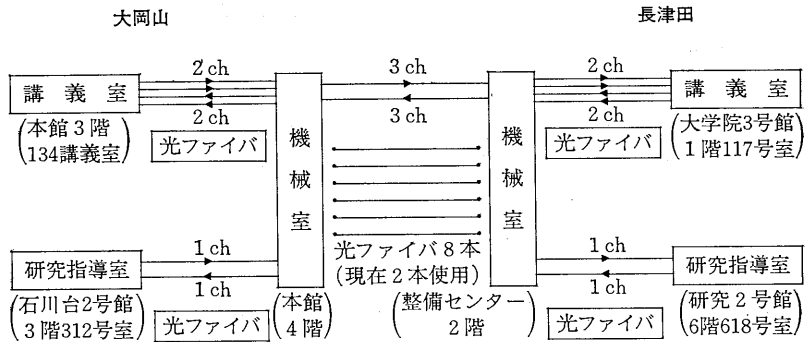 大岡山
長津田
2 ch
3 ch
2 ch
講義室
2 ch
3 ch
2 ch
講義室
(本館3階
134講義室)
光ファイバ
機械室
機械室
光ファイバ
(大学院3号館
1階117号室)
1 ch
研究指導室
1 ch
光ファイバ8本
(現在2本使用)
1 ch
研究指導室
1 ch
(石川台2号館
3階312号室)
光ファイバ
(本館
4階)
(整備センター
2階)
光ファイバ
(研究2号館
6階618号室)